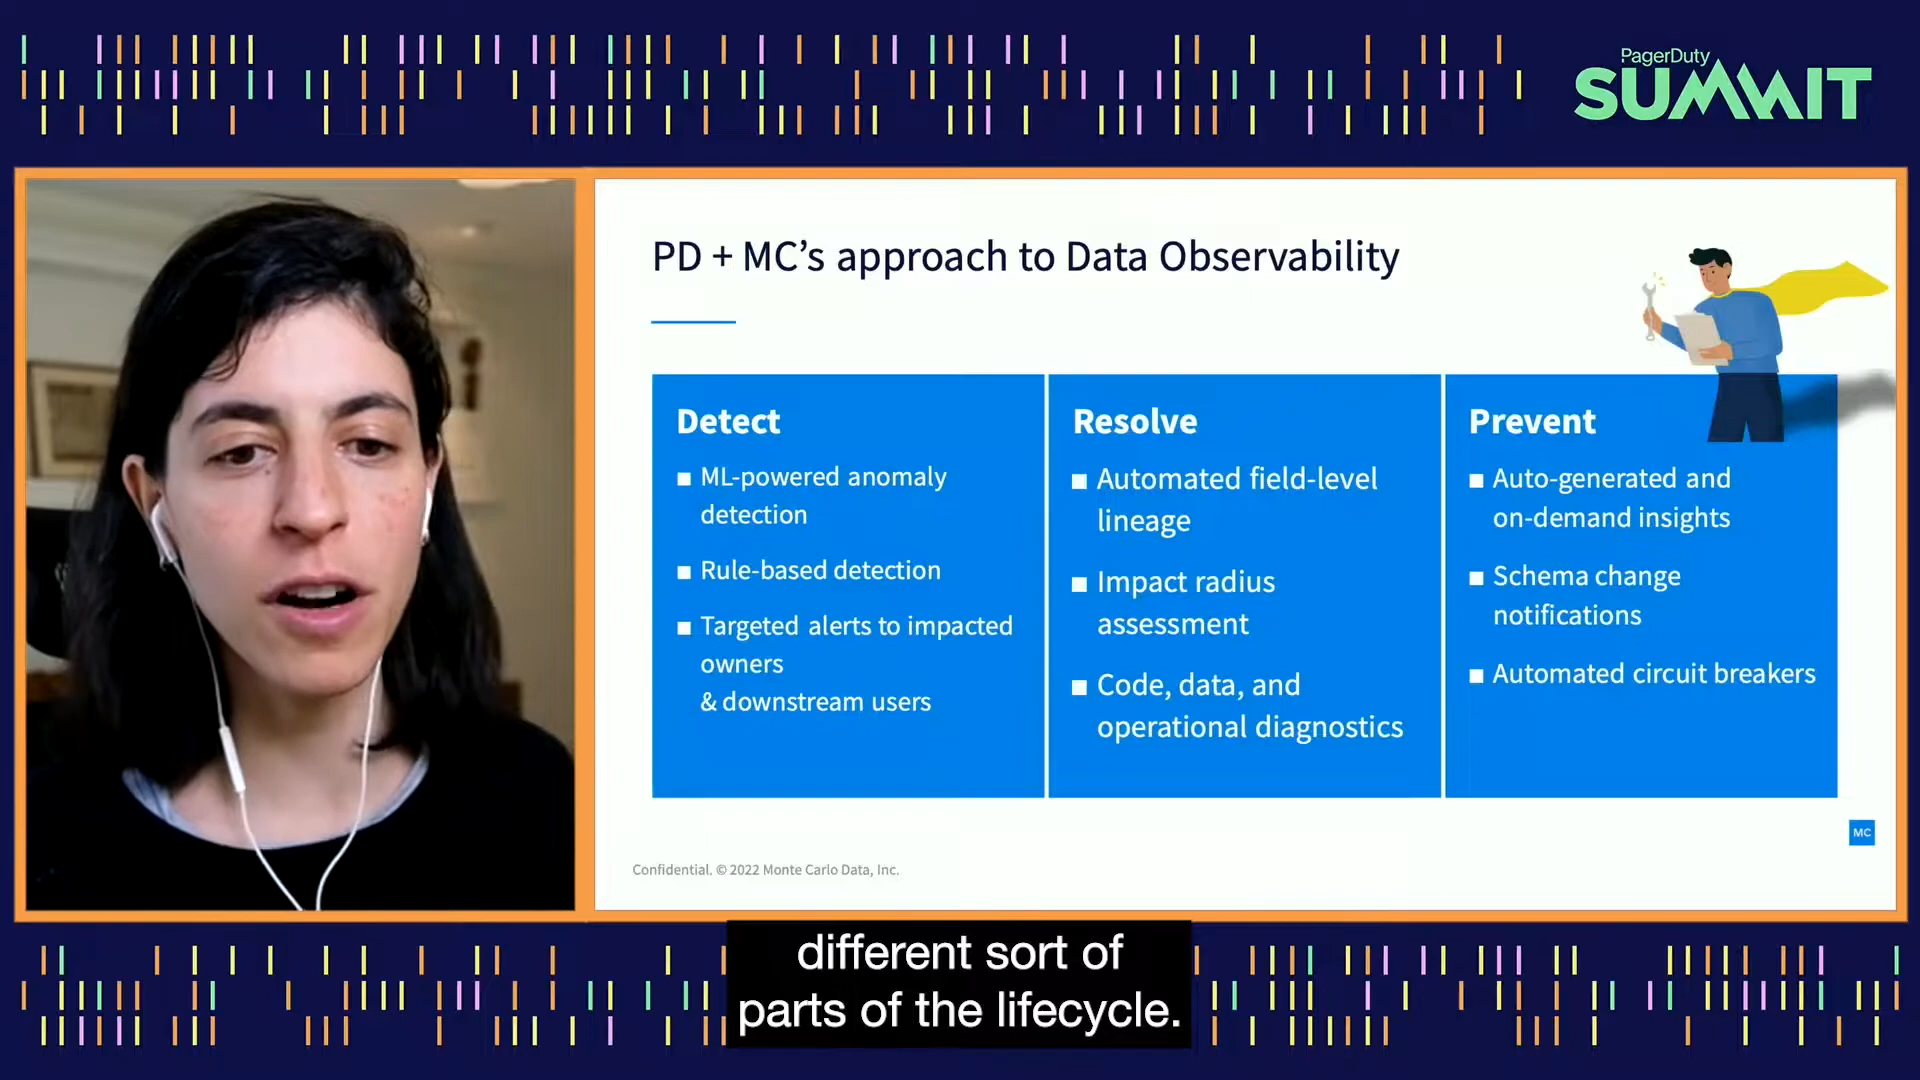 PagerDuty
SUMMIT
PD + MC’s approach to Data Observability
Detect
■ ML-powered anomaly
detection
■ Rule-based detection
■ Targeted alerts to impacted
owners
& downstream users
Resolve
■ Automated field-level
lineage
■ Impact radius
assessment
■ Code, data, and
operational diagnostics
Prevent
■ Auto-generated and
on-demand insights
■ Schema change
notifications
■ Automated circuit breakers
MC
Confidential. © 2022 Monte Carlo Data, Inc.
different sort of
parts of the lifecycle.